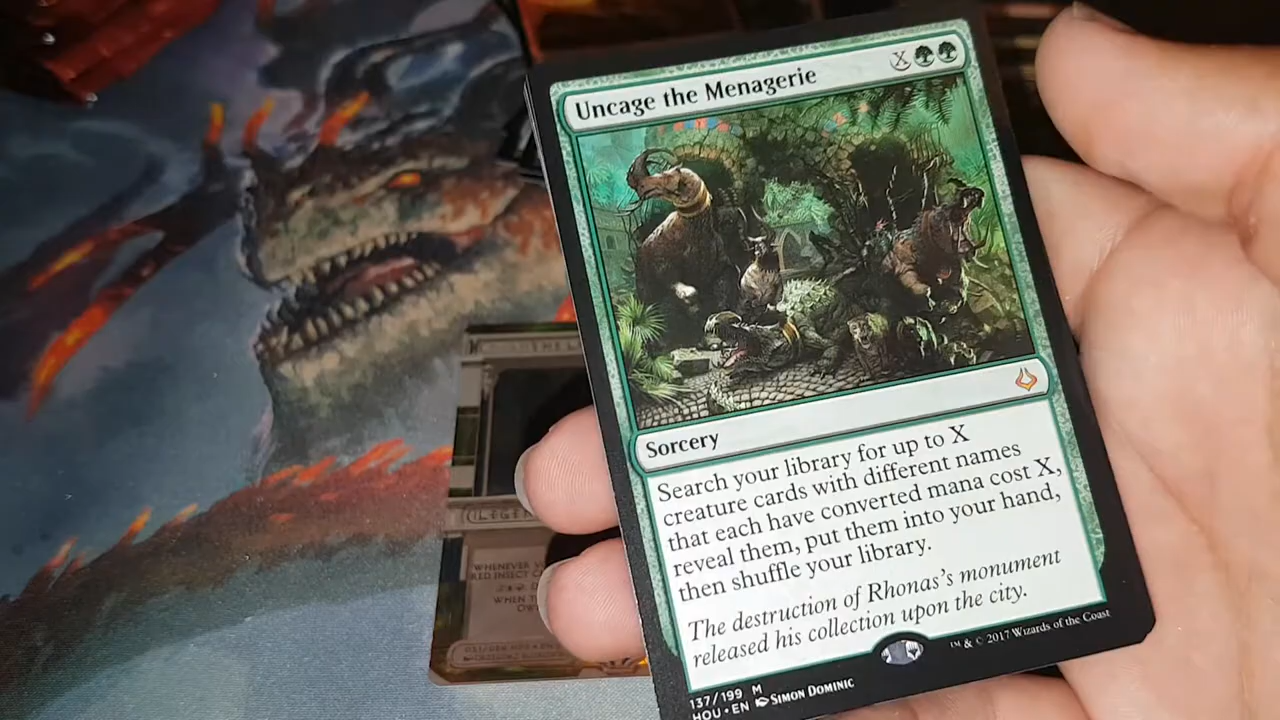 Uncage the Menagerie X
Sorcery
Search your library for up to X
creature cards with different names
that each have converted mana cost X,
reveal them, put them into your hand,
then shuffle your library.
The destruction of Rhonas's monument
released his collection upon the city.
™ & © 2017 Wizards of the Coast
137/199 M
HOU • EN Simon Dominic
WHENEVER
RED INSECT
WHEN